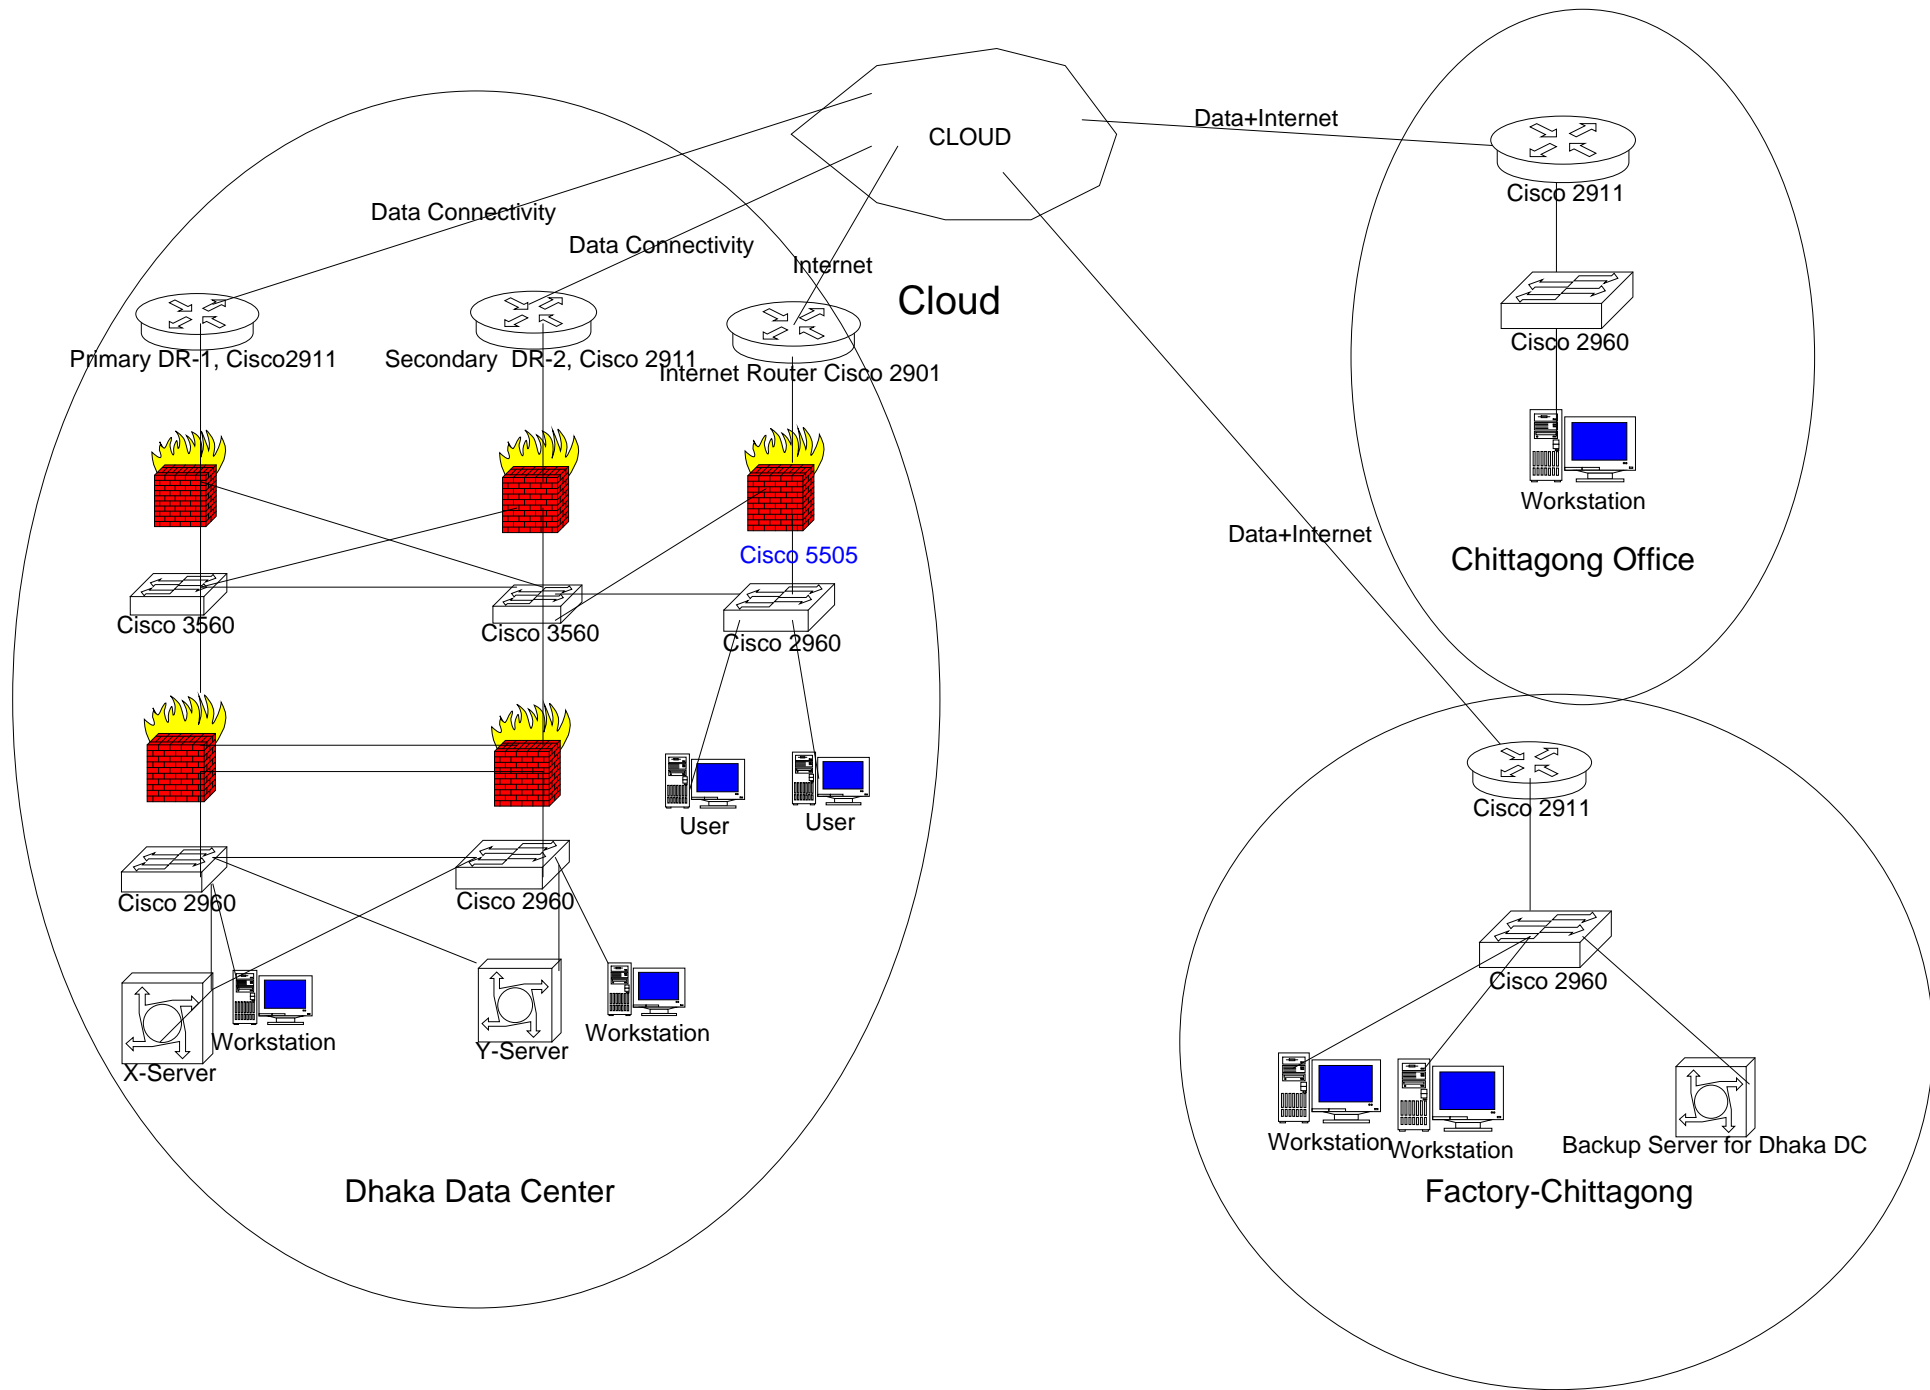 CLOUD
Data+Internet
Data Connectivity
Data Connectivity
Internet
Cloud
Primary DR-1, Cisco2911
Secondary  DR-2, Cisco 2911
Internet Router Cisco 2901
Cisco 5505
Cisco 3560
Cisco 3560
Cisco 2960
User
User
Cisco 2960
Cisco 2960
X-Server
Workstation
Y-Server
Workstation
Dhaka Data Center
Cisco 2911
Cisco 2960
Workstation
Chittagong Office
Data+Internet
Cisco 2911
Cisco 2960
Workstation
Workstation
Backup Server for Dhaka DC
Factory-Chittagong